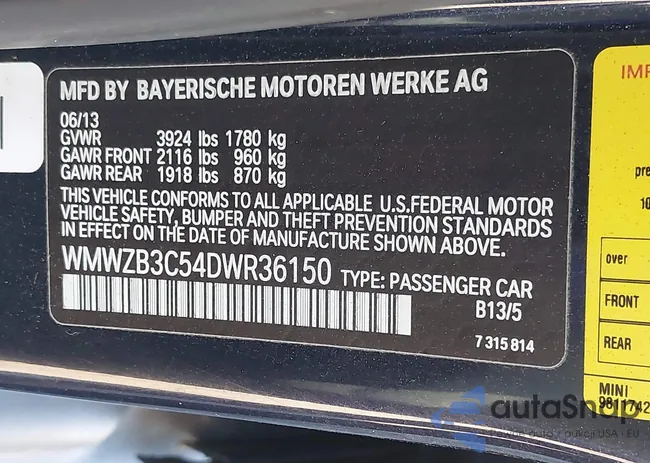 MFD BY BAYERISCHE MOTOREN WERKE AG
06/13
GVWR 3924 lbs 1780 kg
GAWR FRONT 2116 lbs 960 kg
GAWR REAR 1918 lbs 870 kg
THIS VEHICLE CONFORMS TO ALL APPLICABLE U.S.FEDERAL MOTOR
VEHICLE SAFETY, BUMPER AND THEFT PREVENTION STANDARDS
IN EFFECT ON THE DATE OF MANUFACTURE SHOWN ABOVE.
WMWZB3C54DWR36150 TYPE: PASSENGER CAR
B13/5
7 315 814
IMP
pre
10
over
FRONT
REAR
MINI
9811742
autoSnap